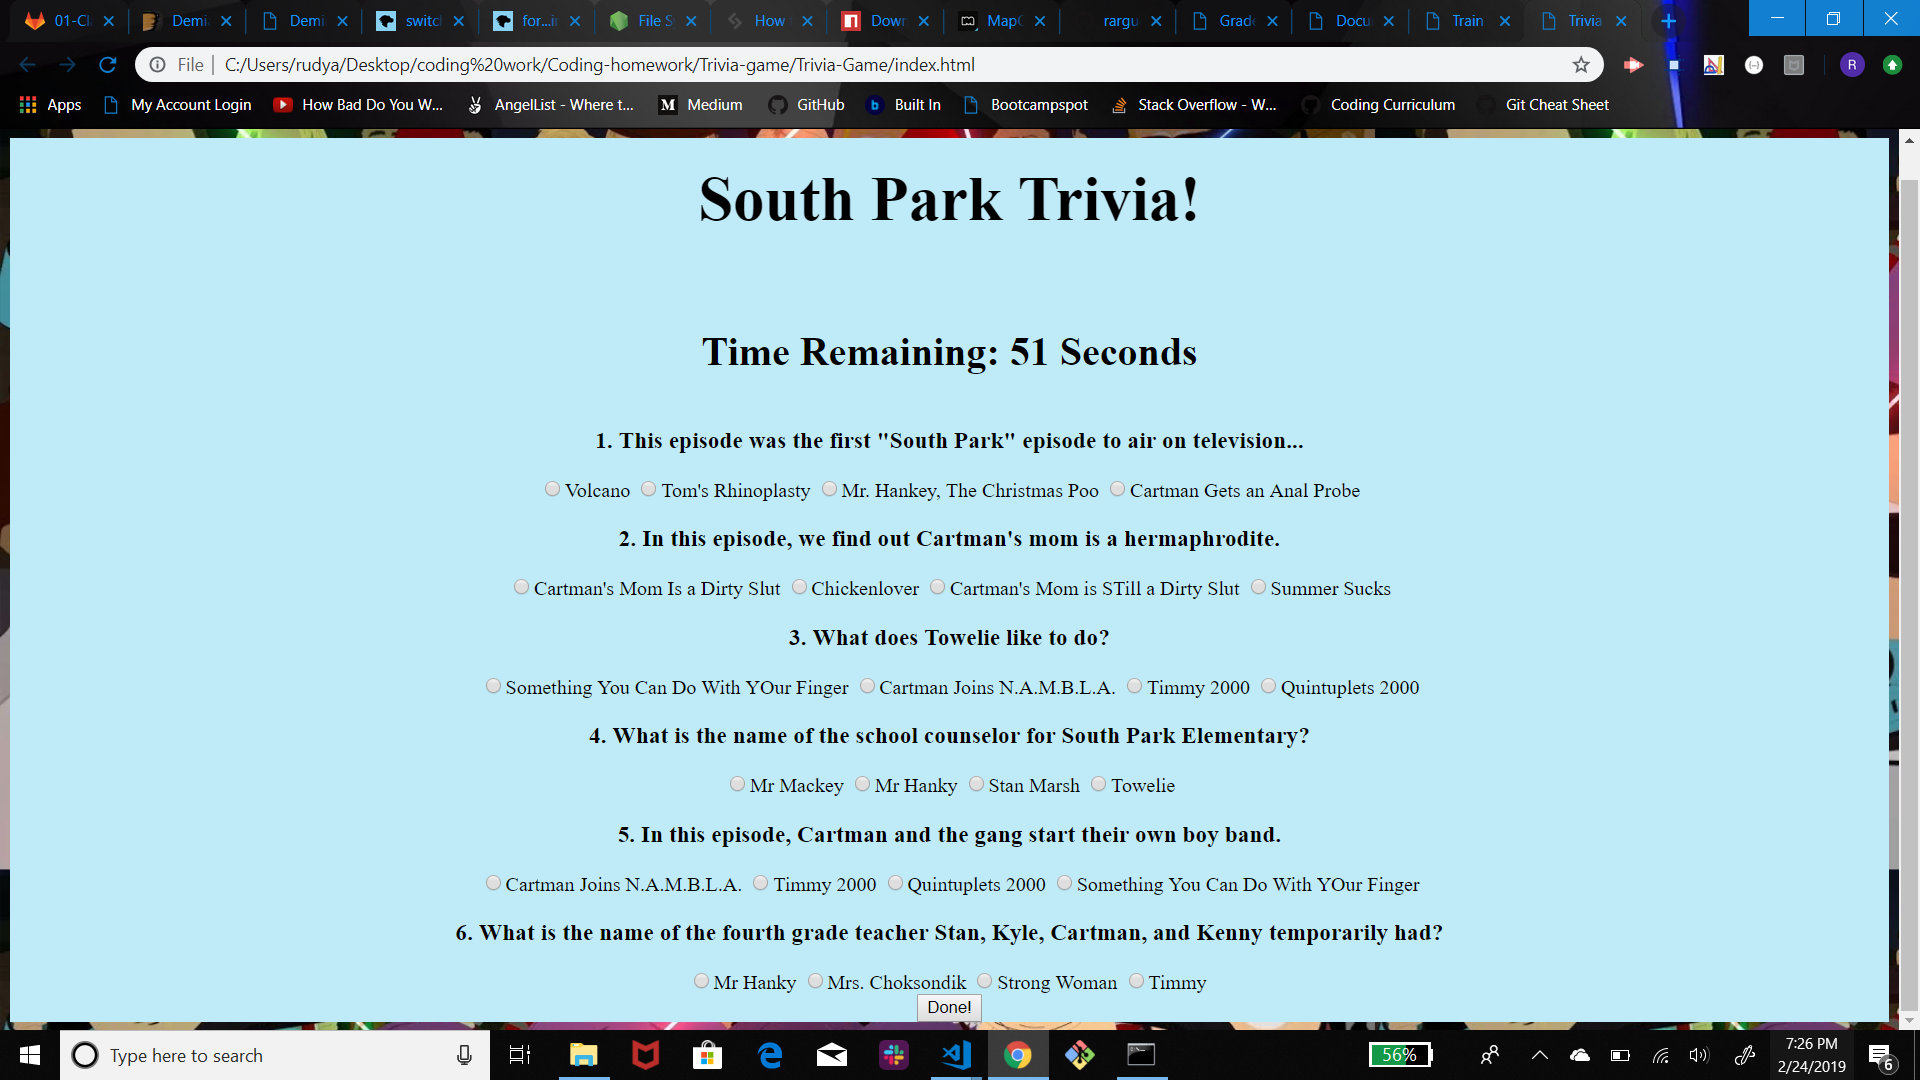 01-Cl
Demi
Demi
switc
for...i
File S
How
Dow
Map
rargu
Grade
Docu
Train
Trivia
File C:/Users/rudya/Desktop/coding%20work/Coding-homework/Trivia-game/Trivia-Game/index.html
R
Apps My Account Login How Bad Do You W... AngelList - Where t... Medium GitHub Built In Bootcampspot Stack Overflow - W... Coding Curriculum Git Cheat Sheet
South Park Trivia!
Time Remaining: 51 Seconds
1. This episode was the first "South Park" episode to air on television...
Volcano Tom's Rhinoplasty Mr. Hankey, The Christmas Poo Cartman Gets an Anal Probe
2. In this episode, we find out Cartman's mom is a hermaphrodite.
Cartman's Mom Is a Dirty Slut Chickenlover Cartman's Mom is STill a Dirty Slut Summer Sucks
3. What does Towelie like to do?
Something You Can Do With YOur Finger Cartman Joins N.A.M.B.L.A. Timmy 2000 Quintuplets 2000
4. What is the name of the school counselor for South Park Elementary?
Mr Mackey Mr Hanky Stan Marsh Towelie
5. In this episode, Cartman and the gang start their own boy band.
Cartman Joins N.A.M.B.L.A. Timmy 2000 Quintuplets 2000 Something You Can Do With YOur Finger
6. What is the name of the fourth grade teacher Stan, Kyle, Cartman, and Kenny temporarily had?
Mr Hanky Mrs. Choksondik Strong Woman Timmy
Done!
Type here to search
56%
7:26 PM
2/24/2019
6